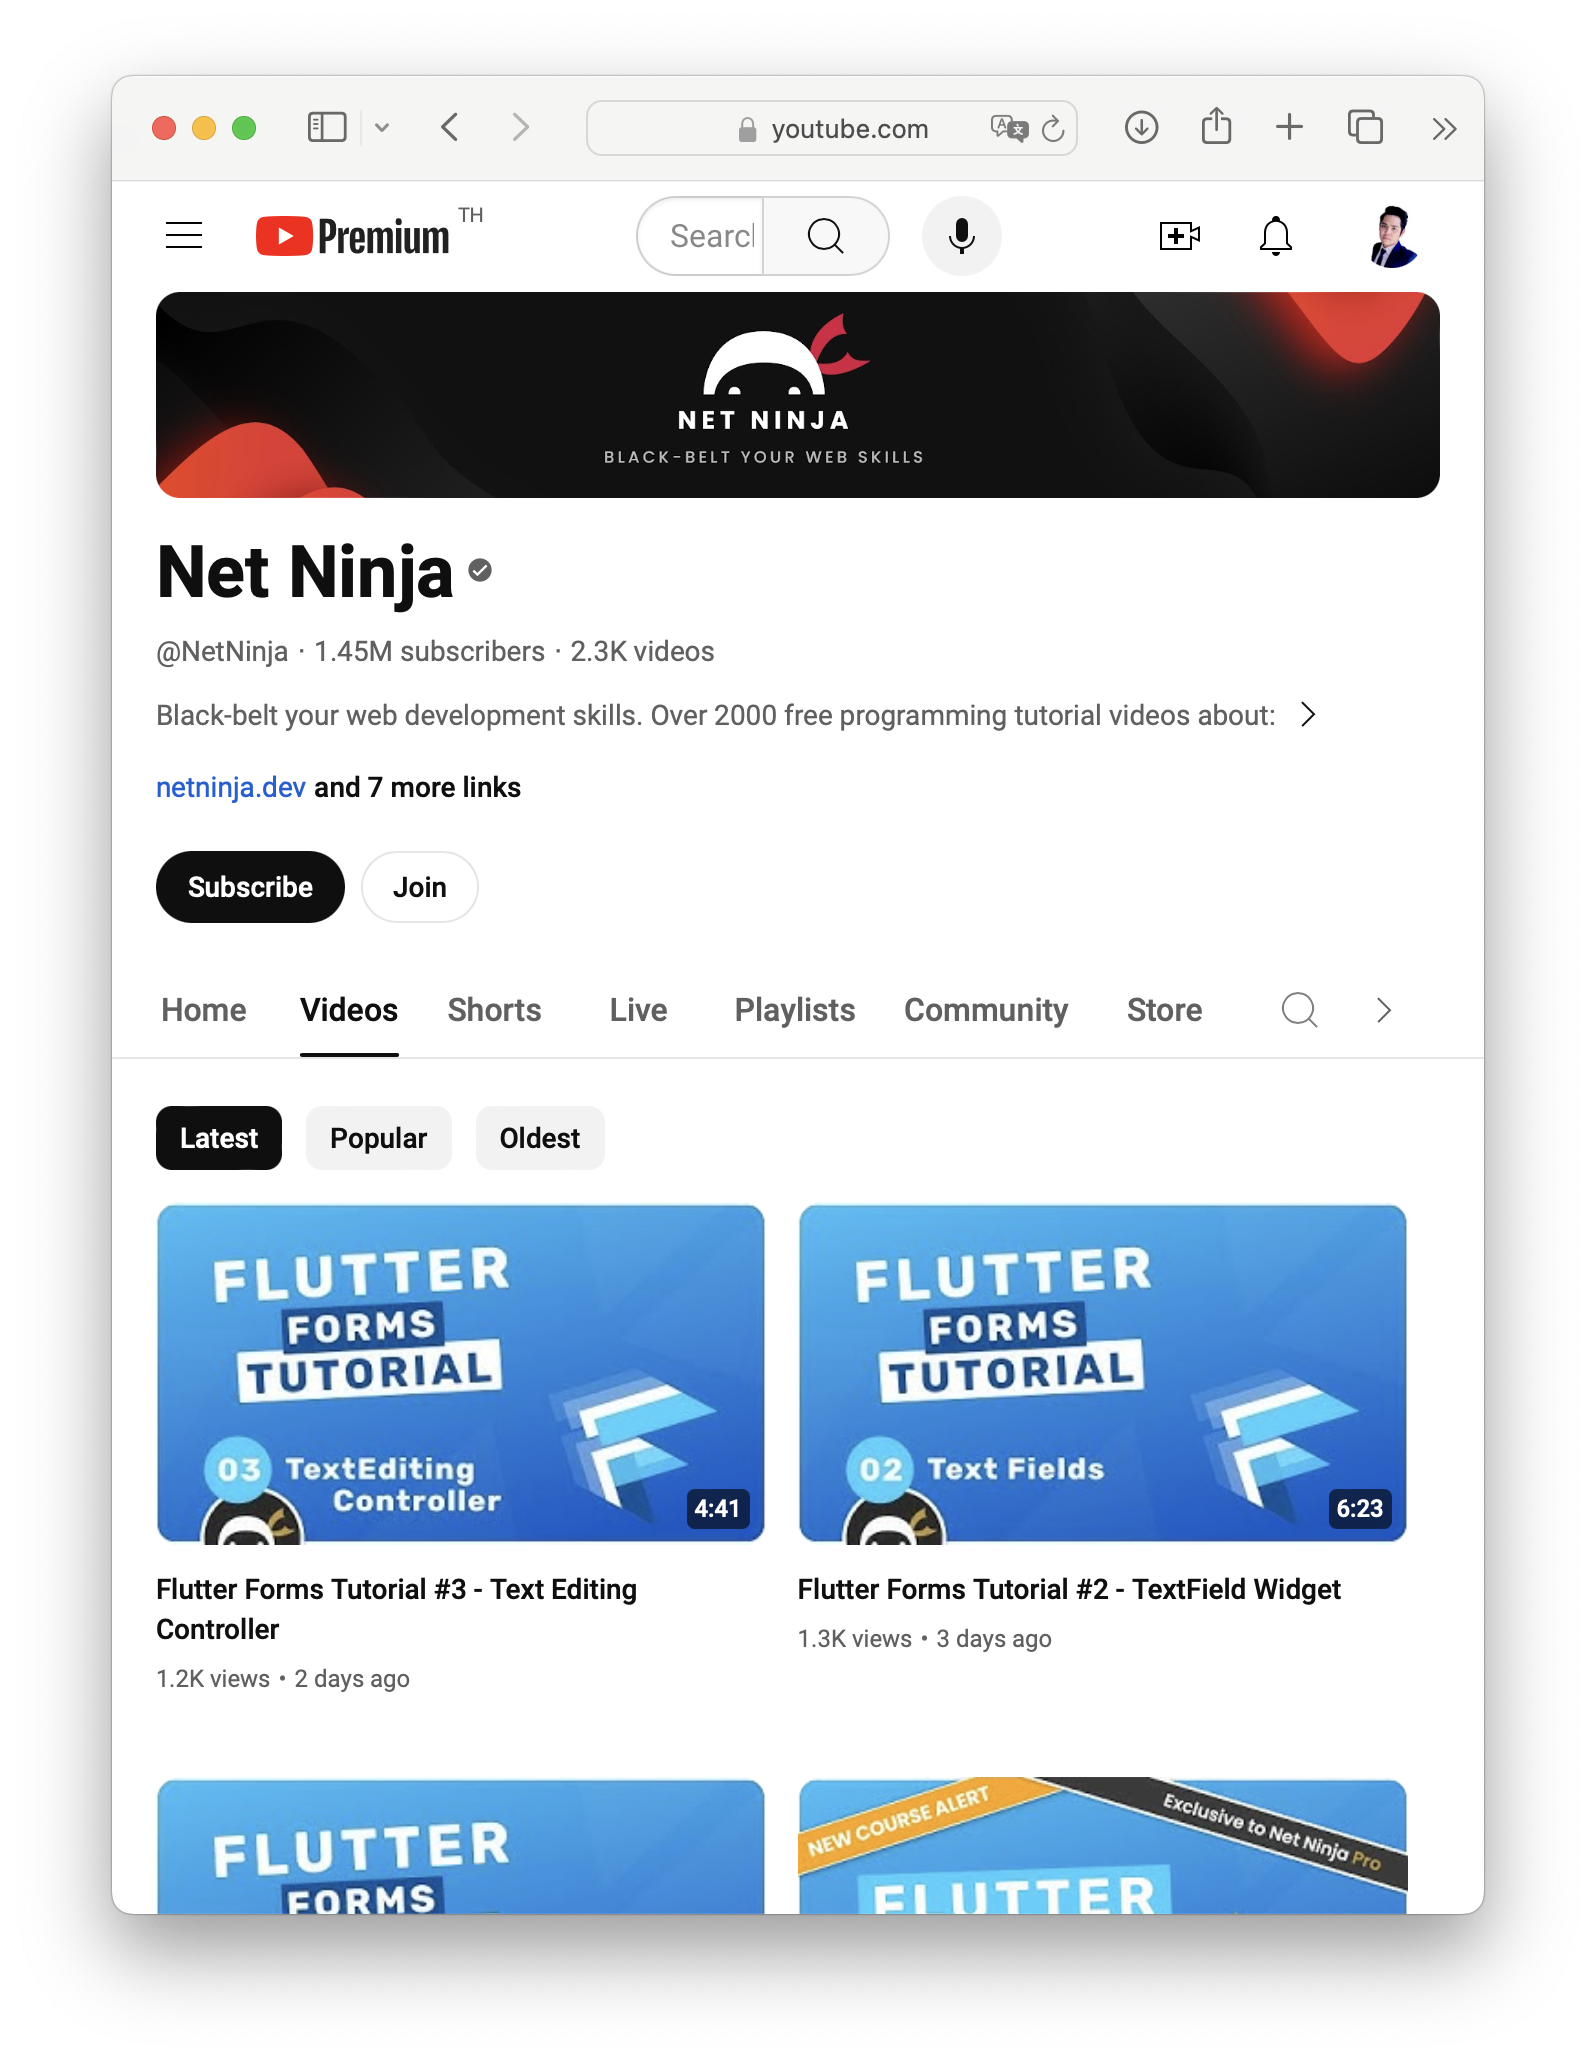 youtube.com
Premium TH
Search
NET NINJA
BLACK-BELT YOUR WEB SKILLS
Net Ninja
@NetNinja · 1.45M subscribers · 2.3K videos
Black-belt your web development skills. Over 2000 free programming tutorial videos about:
netninja.dev and 7 more links
Subscribe Join
Home Videos Shorts Live Playlists Community Store
Latest Popular Oldest
FLUTTER
FORMS
TUTORIAL
03 TextEditing
Controller
4:41
FLUTTER
FORMS
TUTORIAL
02 Text Fields
6:23
Flutter Forms Tutorial #3 - Text Editing
Controller
1.2K views • 2 days ago
Flutter Forms Tutorial #2 - TextField Widget
1.3K views • 3 days ago
FLUTTER
FORMS
NEW COURSE ALERT
Exclusive to Net Ninja Pro
FLUTTER